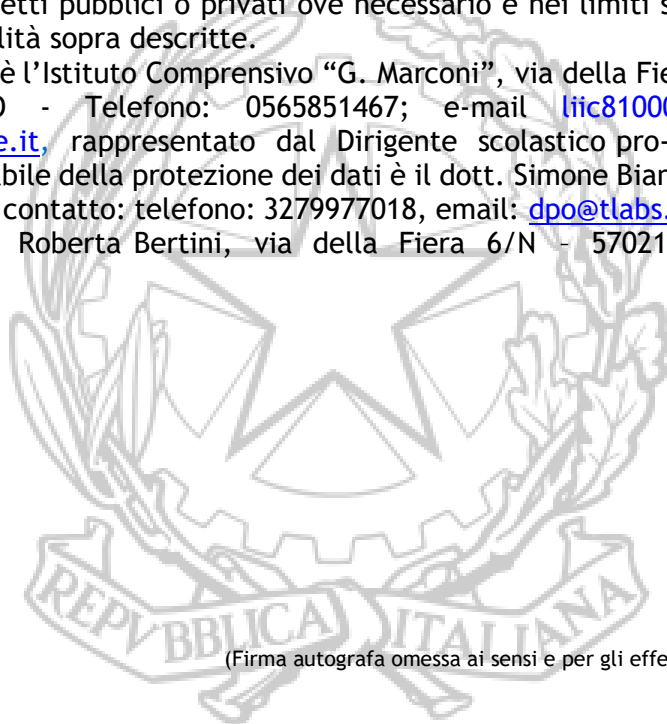 etti pubblici o privati ove necessario e nei limiti s
lità sopra descritte.
è l'Istituto Comprensivo “G. Marconi”, via della Fie
O - Telefono: 0565851467; e-mail liic81000
e.it, rappresentato dal Dirigente scolastico pro-
bile della protezione dei dati è il dott. Simone Bian
contatto: telefono: 3279977018, email: dpo@tlabs.
Roberta Bertini, via della Fiera 6/N – 57021
REPVBBLICA ITALIANA
(Firma autografa omessa ai sensi e per gli effe